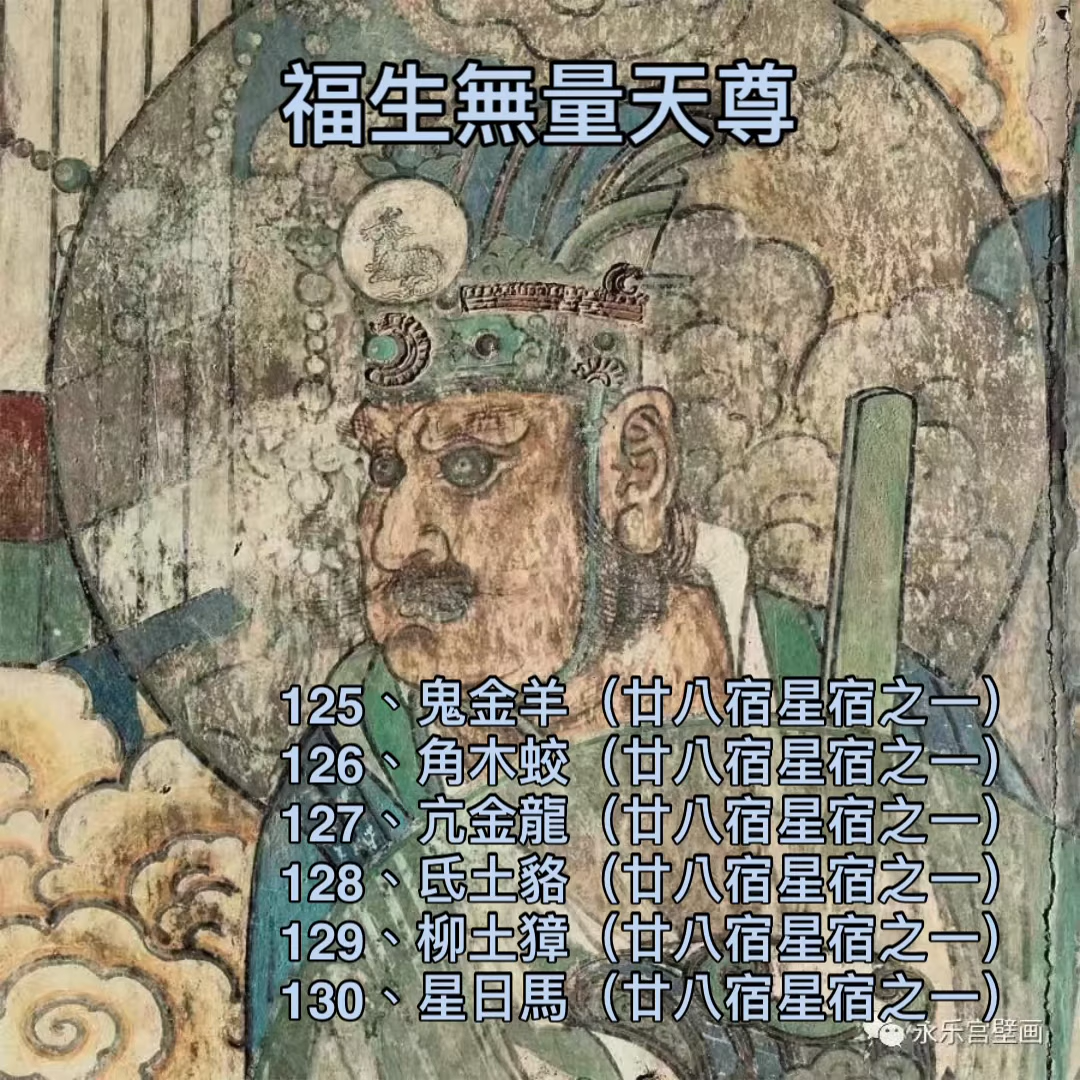 福生無量天尊
125、鬼金羊（廿八宿星宿之一）
126、角木蛟（廿八宿星宿之一）
127、亢金龍（廿八宿星宿之一）
128、氐土貉（廿八宿星宿之一）
129、柳土獐（廿八宿星宿之一）
130、星日馬（廿八宿星宿之一）
永乐宫壁画